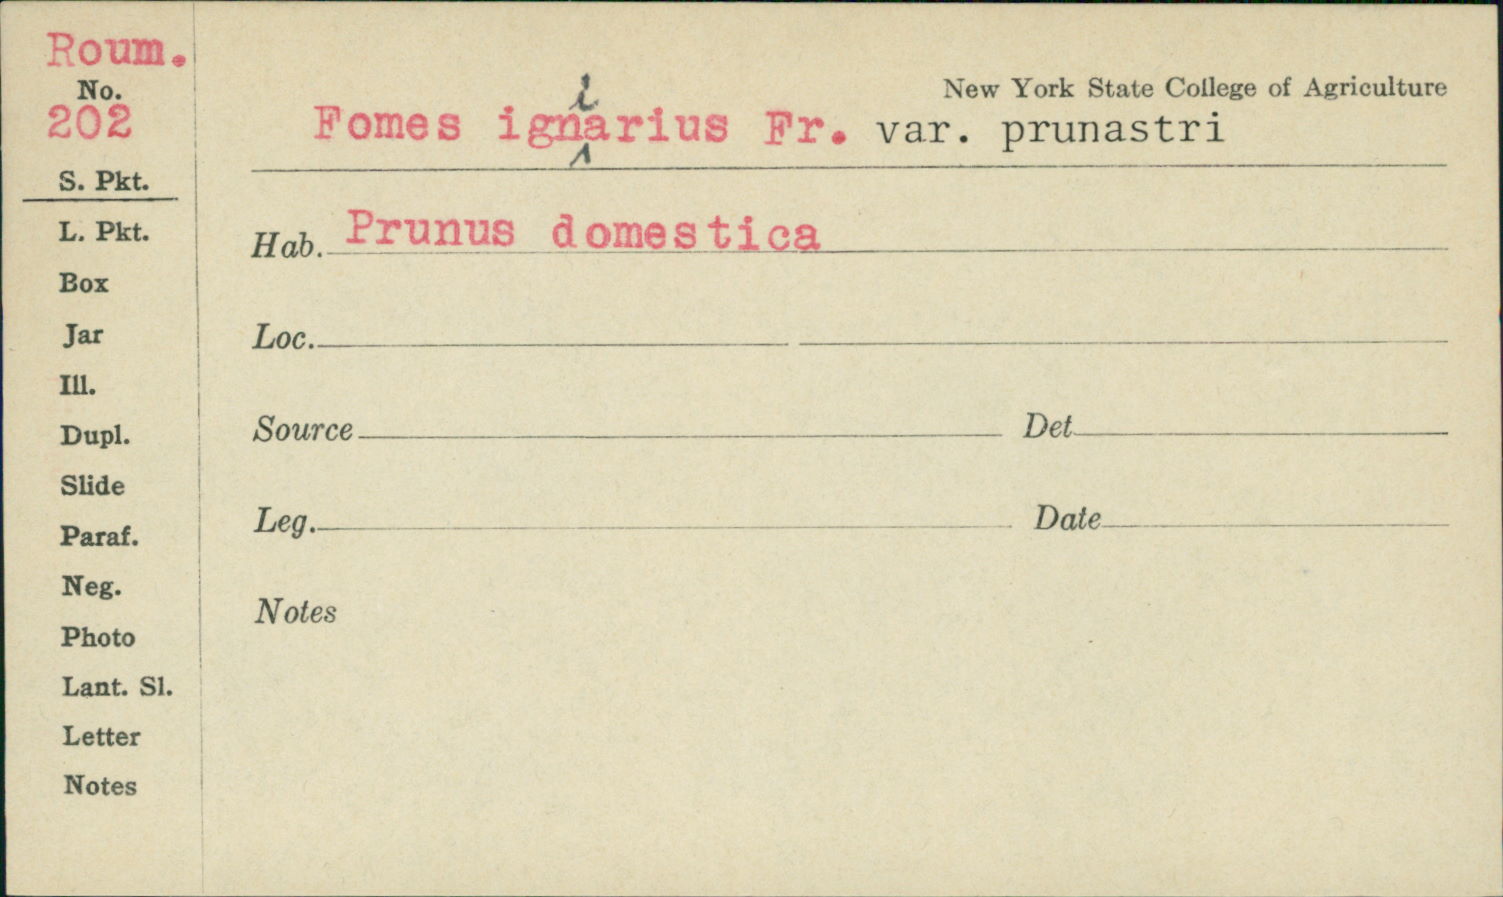 Roum.
No.
202
S. Pkt.
L. Pkt.
Box
Jar
Ill.
Dupl.
Slide
Paraf.
Neg.
Photo
Lant. Sl.
Letter
Notes
New York State College of Agriculture
i
Fomes ignarius Fr. var. prunastri
Hab. Prunus domestica
Loc.
Source Det
Leg. Date
Notes